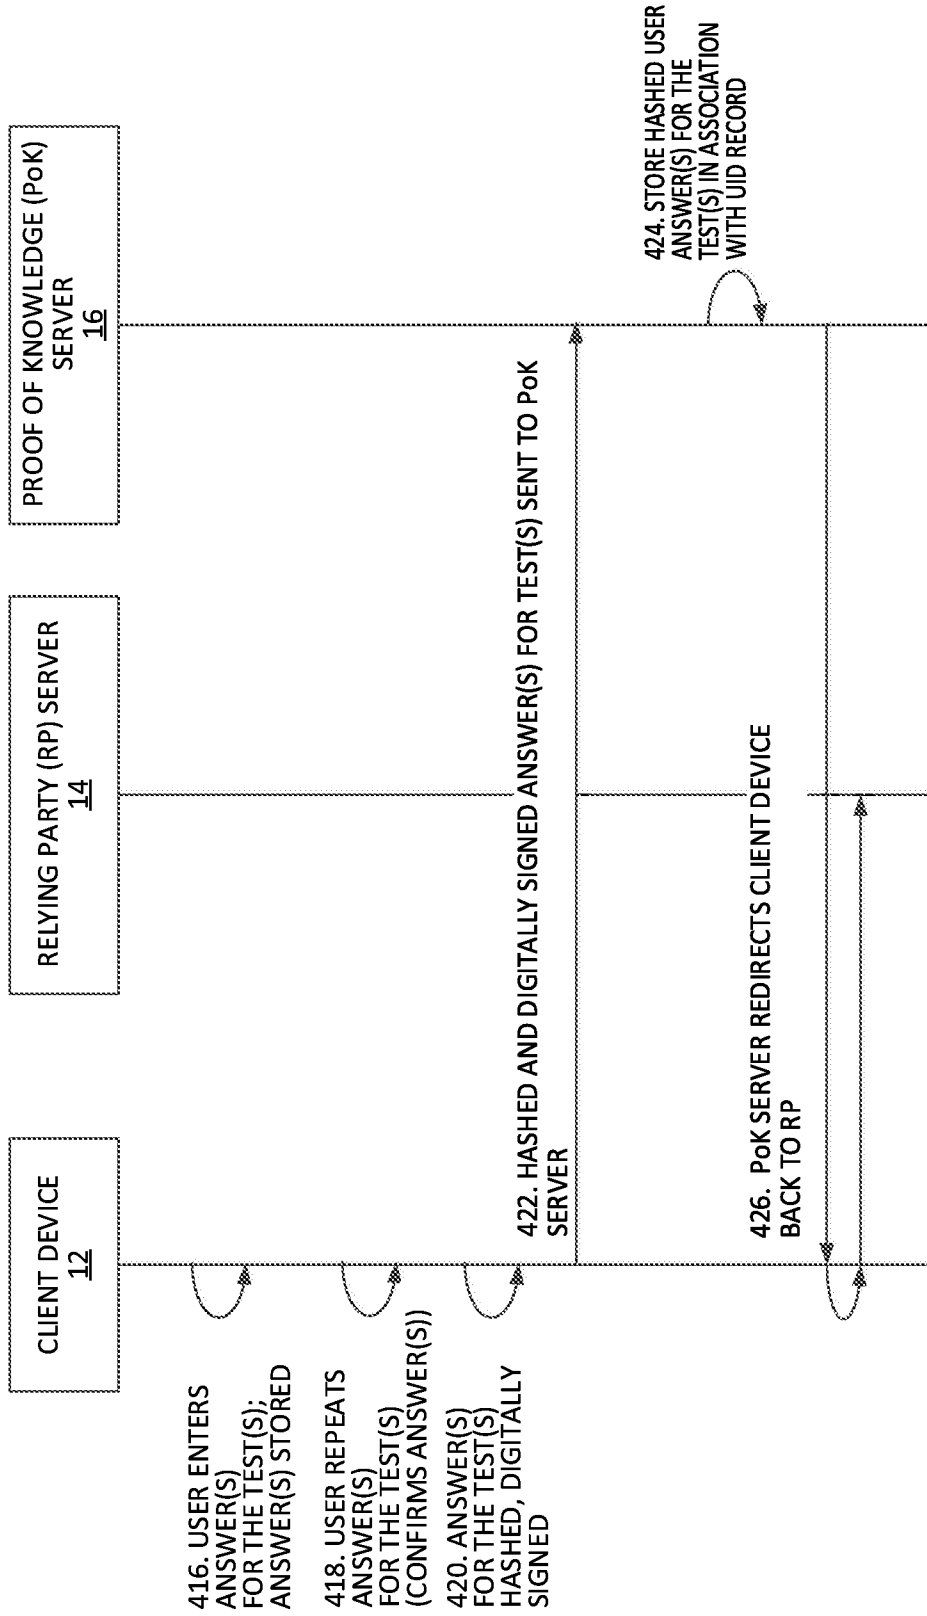 CLIENT DEVICE
12
RELYING PARTY (RP) SERVER
14
PROOF OF KNOWLEDGE (PoK)
SERVER
16
416. USER ENTERS
ANSWER(S)
FOR THE TEST(S);
ANSWER(S) STORED
418. USER REPEATS
ANSWER(S)
FOR THE TEST(S)
(CONFIRMS ANSWER(S))
420. ANSWER(S)
FOR THE TEST(S)
HASHED, DIGITALLY
SIGNED
422. HASHED AND DIGITALLY SIGNED ANSWER(S) FOR TEST(S) SENT TO PoK
SERVER
424. STORE HASHED USER
ANSWER(S) FOR THE
TEST(S) IN ASSOCIATION
WITH UID RECORD
426. PoK SERVER REDIRECTS CLIENT DEVICE
BACK TO RP